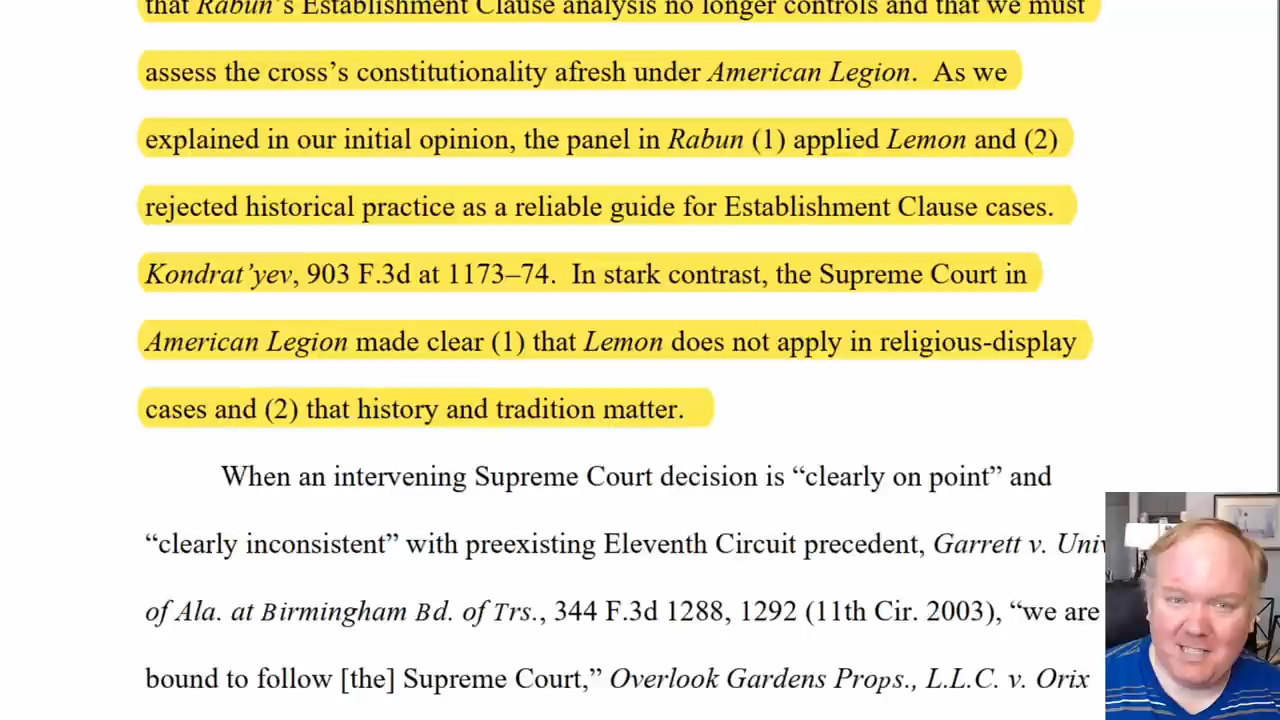 that Rabun's Establishment Clause analysis no longer controls and that we must
assess the cross’s constitutionality afresh under American Legion. As we
explained in our initial opinion, the panel in Rabun (1) applied Lemon and (2)
rejected historical practice as a reliable guide for Establishment Clause cases.
Kondrat’yev, 903 F.3d at 1173–74. In stark contrast, the Supreme Court in
American Legion made clear (1) that Lemon does not apply in religious-display
cases and (2) that history and tradition matter.
When an intervening Supreme Court decision is “clearly on point” and
“clearly inconsistent” with preexisting Eleventh Circuit precedent, Garrett v. Univ
of Ala. at Birmingham Bd. of Trs., 344 F.3d 1288, 1292 (11th Cir. 2003), “we are
bound to follow [the] Supreme Court,” Overlook Gardens Props., L.L.C. v. Orix